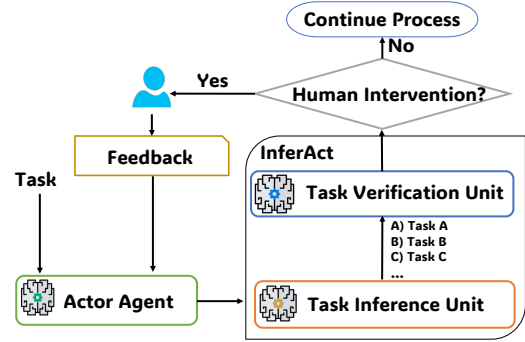 Continue Process
No
Yes
Human Intervention?
Feedback
InferAct
Task
Task Verification Unit
A) Task A
B) Task B
C) Task C
...
Actor Agent
Task Inference Unit